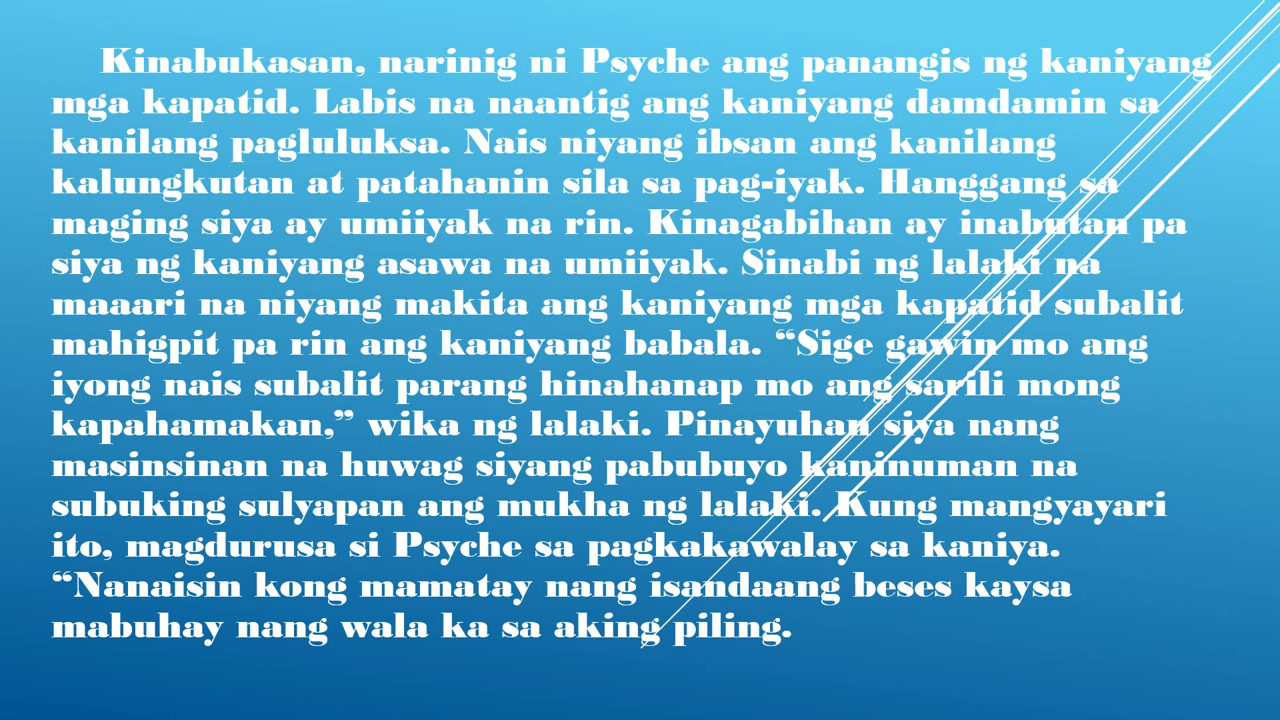 Kinabukasan, narinig ni Psyche ang panangis ng kaniyang
mga kapatid. Labis na naantig ang kaniyang damdamin sa
kanilang pagluluksa. Nais niyang ibsan ang kanilang
kalungkutan at patahanin sila sa pag-iyak. Hanggang sa
maging siya ay umiiyak na rin. Kinagabihan ay inabutan pa
siya ng kaniyang asawa na umiiyak. Sinabi ng lalaki na
maaari na niyang makita ang kaniyang mga kapatid subalit
mahigpit pa rin ang kaniyang babala. “Sige gawin mo ang
iyong nais subalit parang hinahanap mo ang sarili mong
kapahamakan,” wika ng lalaki. Pinayuhan siya nang
masinsinan na huwag siyang pabubuyo kaninuman na
subuking sulyapan ang mukha ng lalaki. Kung mangyayari
ito, magdurusa si Psyche sa pagkakawalay sa kaniya.
“Nanaisin kong mamatay nang isandaang beses kaysa
mabuhay nang wala ka sa aking piling.